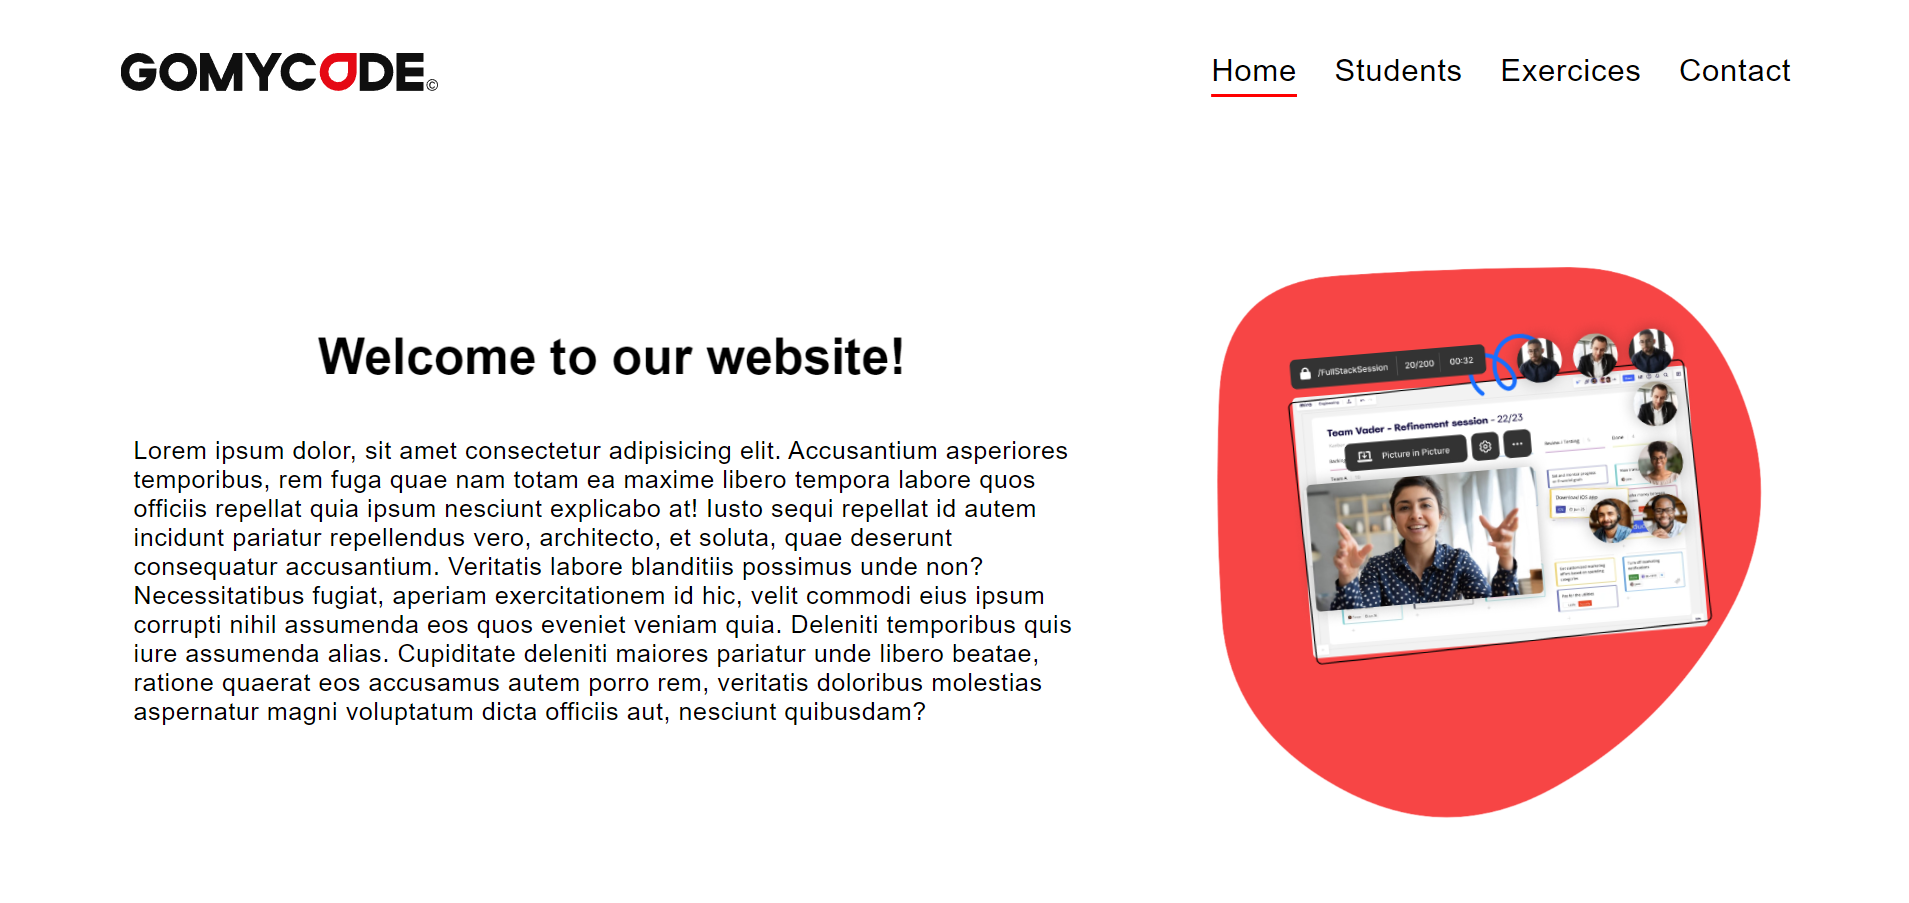 GOMYCODE©
Home Students Exercices Contact
Welcome to our website!
Lorem ipsum dolor, sit amet consectetur adipisicing elit. Accusantium asperiores
temporibus, rem fuga quae nam totam ea maxime libero tempora labore quos
officiis repellat quia ipsum nesciunt explicabo at! Iusto sequi repellat id autem
incidunt pariatur repellendus vero, architecto, et soluta, quae deserunt
consequatur accusantium. Veritatis labore blanditiis possimus unde non?
Necessitatibus fugiat, aperiam exercitationem id hic, velit commodi eius ipsum
corrupti nihil assumenda eos quos eveniet veniam quia. Deleniti temporibus quis
iure assumenda alias. Cupiditate deleniti maiores pariatur unde libero beatae,
ratione quaerat eos accusamus autem porro rem, veritatis doloribus molestias
aspernatur magni voluptatum dicta officiis aut, nesciunt quibusdam?
/FullStackSession 20/200 00:32
Team Vader - Refinement session - 22/23
Picture in Picture
Download iOS app